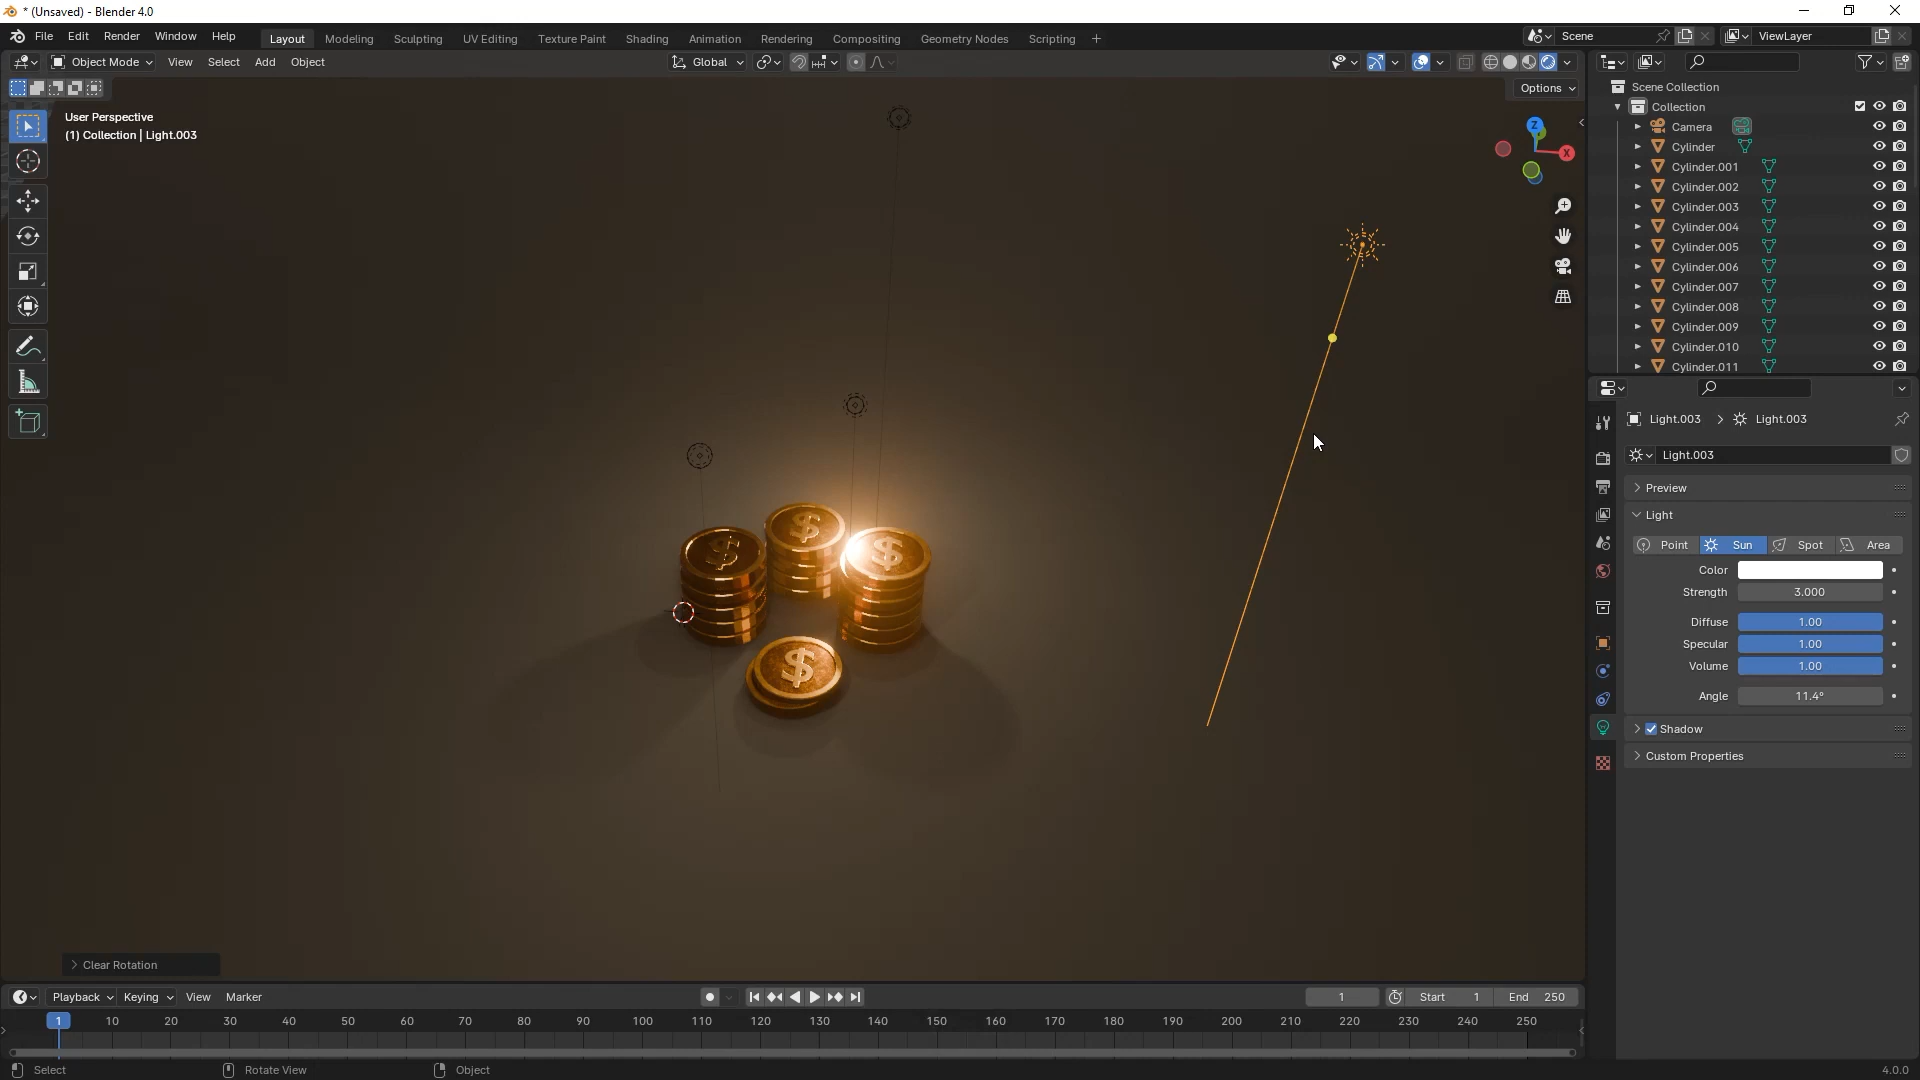 * (Unsaved) - Blender 4.0
File Edit Render Window Help
Layout Modeling Sculpting UV Editing Texture Paint Shading Animation Rendering Compositing Geometry Nodes Scripting +
Scene
ViewLayer
Object Mode View Select Add Object
Global
Options
User Perspective
(1) Collection | Light.003
Z
X
$
$
$
$
Scene Collection
Collection
Camera
Cylinder
Cylinder.001
Cylinder.002
Cylinder.003
Cylinder.004
Cylinder.005
Cylinder.006
Cylinder.007
Cylinder.008
Cylinder.009
Cylinder.010
Cylinder.011
Light.003 > Light.003
Light.003
Preview
Light
Point Sun Spot Area
Color
Strength 3.000
Diffuse 1.00
Specular 1.00
Volume 1.00
Angle 11.4°
Shadow
Custom Properties
Clear Rotation
Playback Keying View Marker
1 Start 1 End 250
1 10 20 30 40 50 60 70 80 90 100 110 120 130 140 150 160 170 180 190 200 210 220 230 240 250
Select Rotate View Object
4.0.0